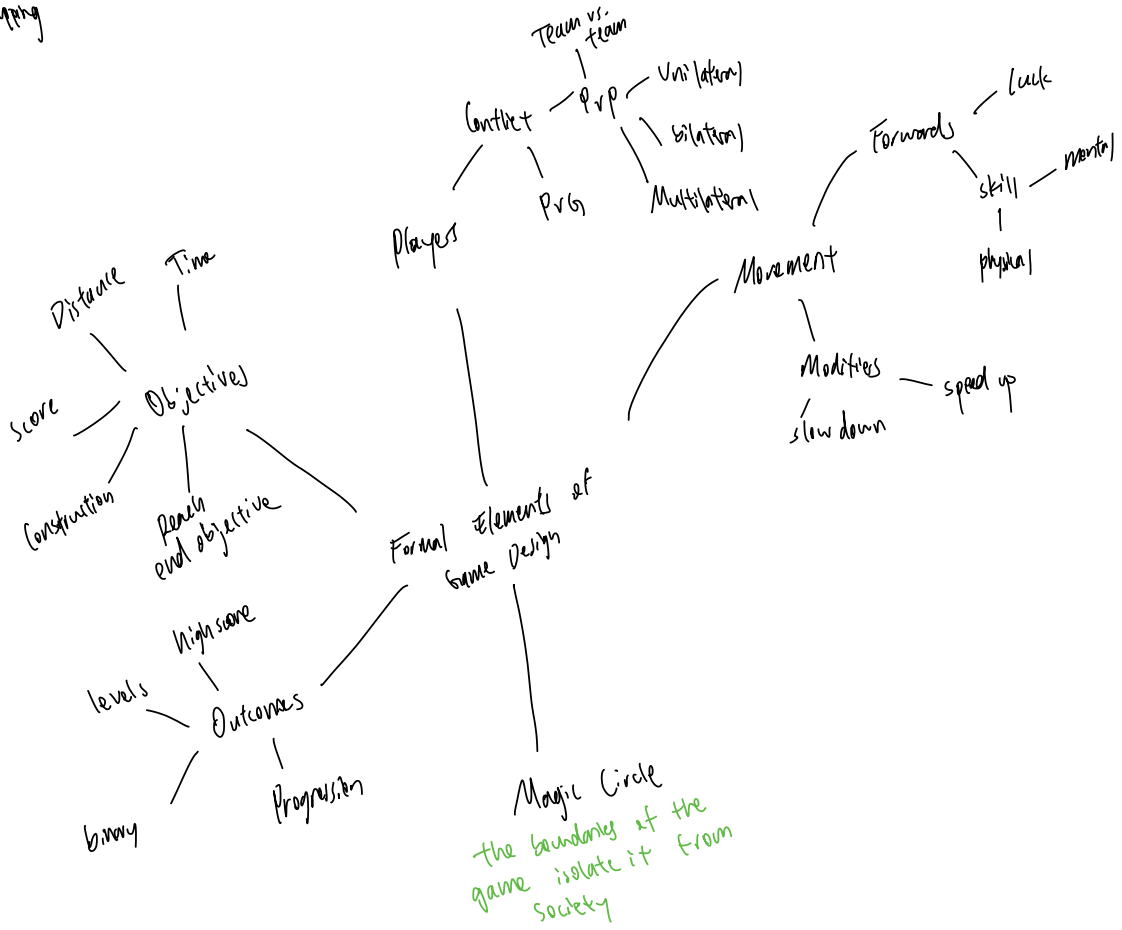 Team vs.
team
Conflict
PvP
Unilateral
bilateral
Multilateral
PvG
Players
Forwards
luck
skill
mental
physical
Movement
Modifiers
speed up
slow down
Distance
Time
Objectives
score
Construction
Reach
end objective
Formal Elements of
Game Design
highscore
levels
Outcomes
binary
Progression
Magic Circle
the boundaries of the
game isolate it from
society